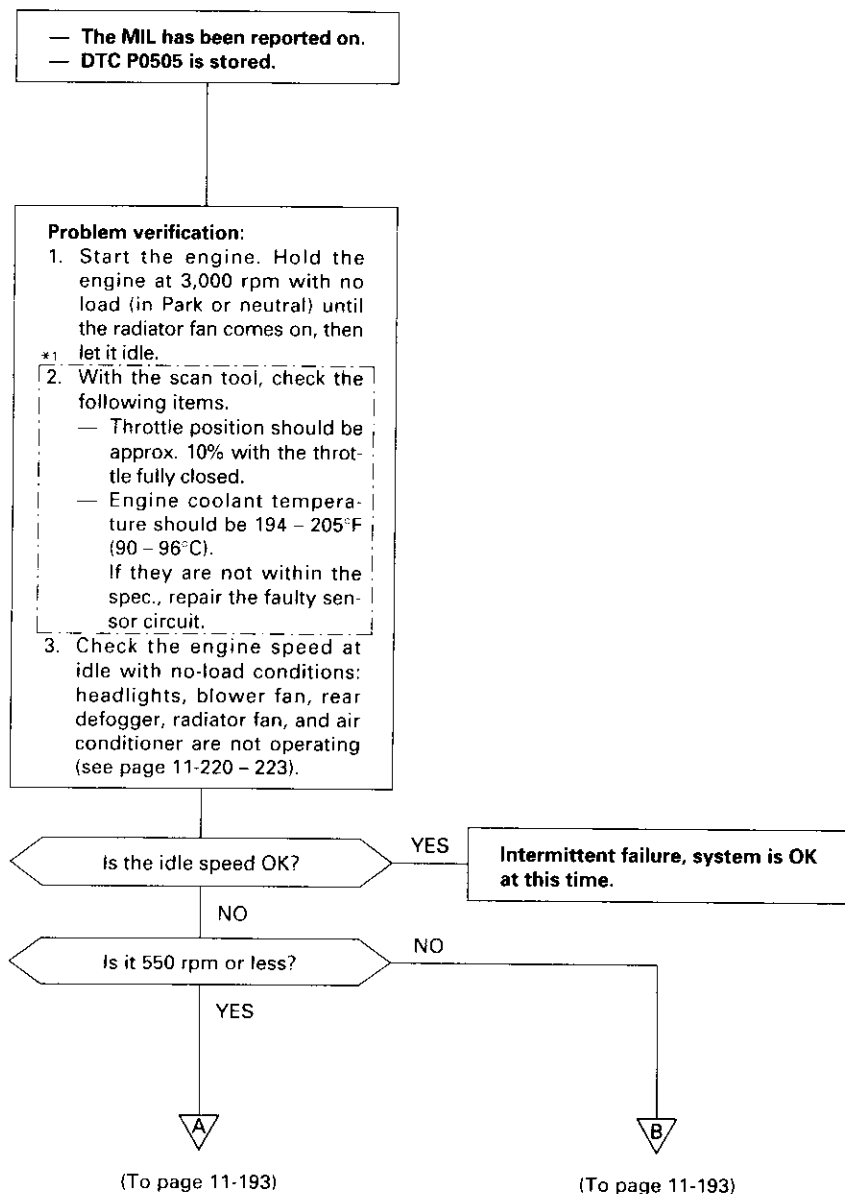 — The MIL has been reported on.
— DTC P0505 is stored.
Problem verification:
1. Start the engine. Hold the
engine at 3,000 rpm with no
load (in Park or neutral) until
the radiator fan comes on, then
let it idle.
*1
2. With the scan tool, check the
following items.
— Throttle position should be
approx. 10% with the throt-
tle fully closed.
— Engine coolant tempera-
ture should be 194 – 205°F
(90 – 96°C).
If they are not within the
spec., repair the faulty sen-
sor circuit.
3. Check the engine speed at
idle with no-load conditions:
headlights, blower fan, rear
defogger, radiator fan, and air
conditioner are not operating
(see page 11-220 – 223).
Is the idle speed OK?
YES
Intermittent failure, system is OK
at this time.
NO
Is it 550 rpm or less?
NO
YES
A
B
(To page 11-193)
(To page 11-193)